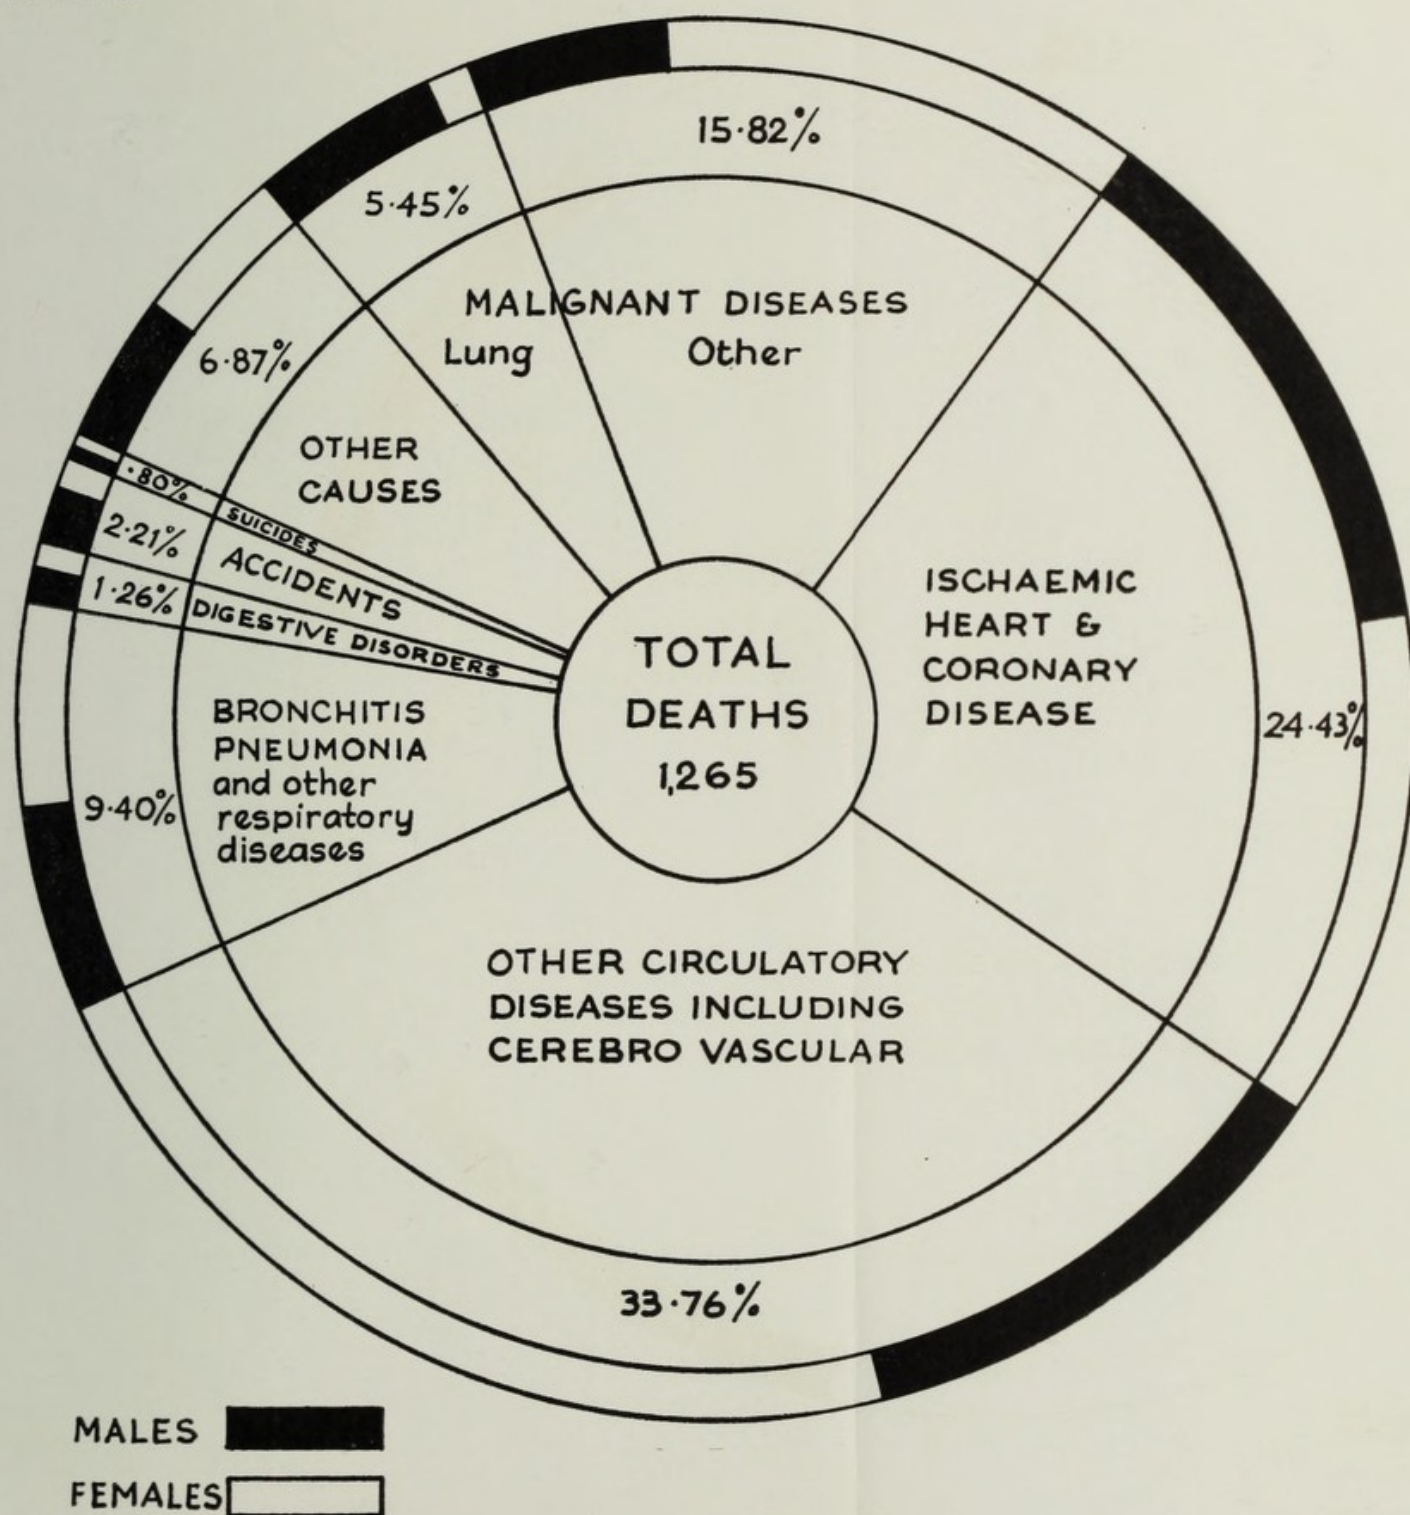 15·82%
5·45%
MALIGNANT DISEASES
Lung Other
6·87%
OTHER
CAUSES
·80%
SUICIDES
2·21%
ACCIDENTS
1·26%
DIGESTIVE DISORDERS
ISCHAEMIC
HEART &
CORONARY
DISEASE
24·43%
TOTAL
DEATHS
1,265
BRONCHITIS
PNEUMONIA
and other
respiratory
diseases
9·40%
OTHER CIRCULATORY
DISEASES INCLUDING
CEREBRO VASCULAR
33·76%
MALES
FEMALES